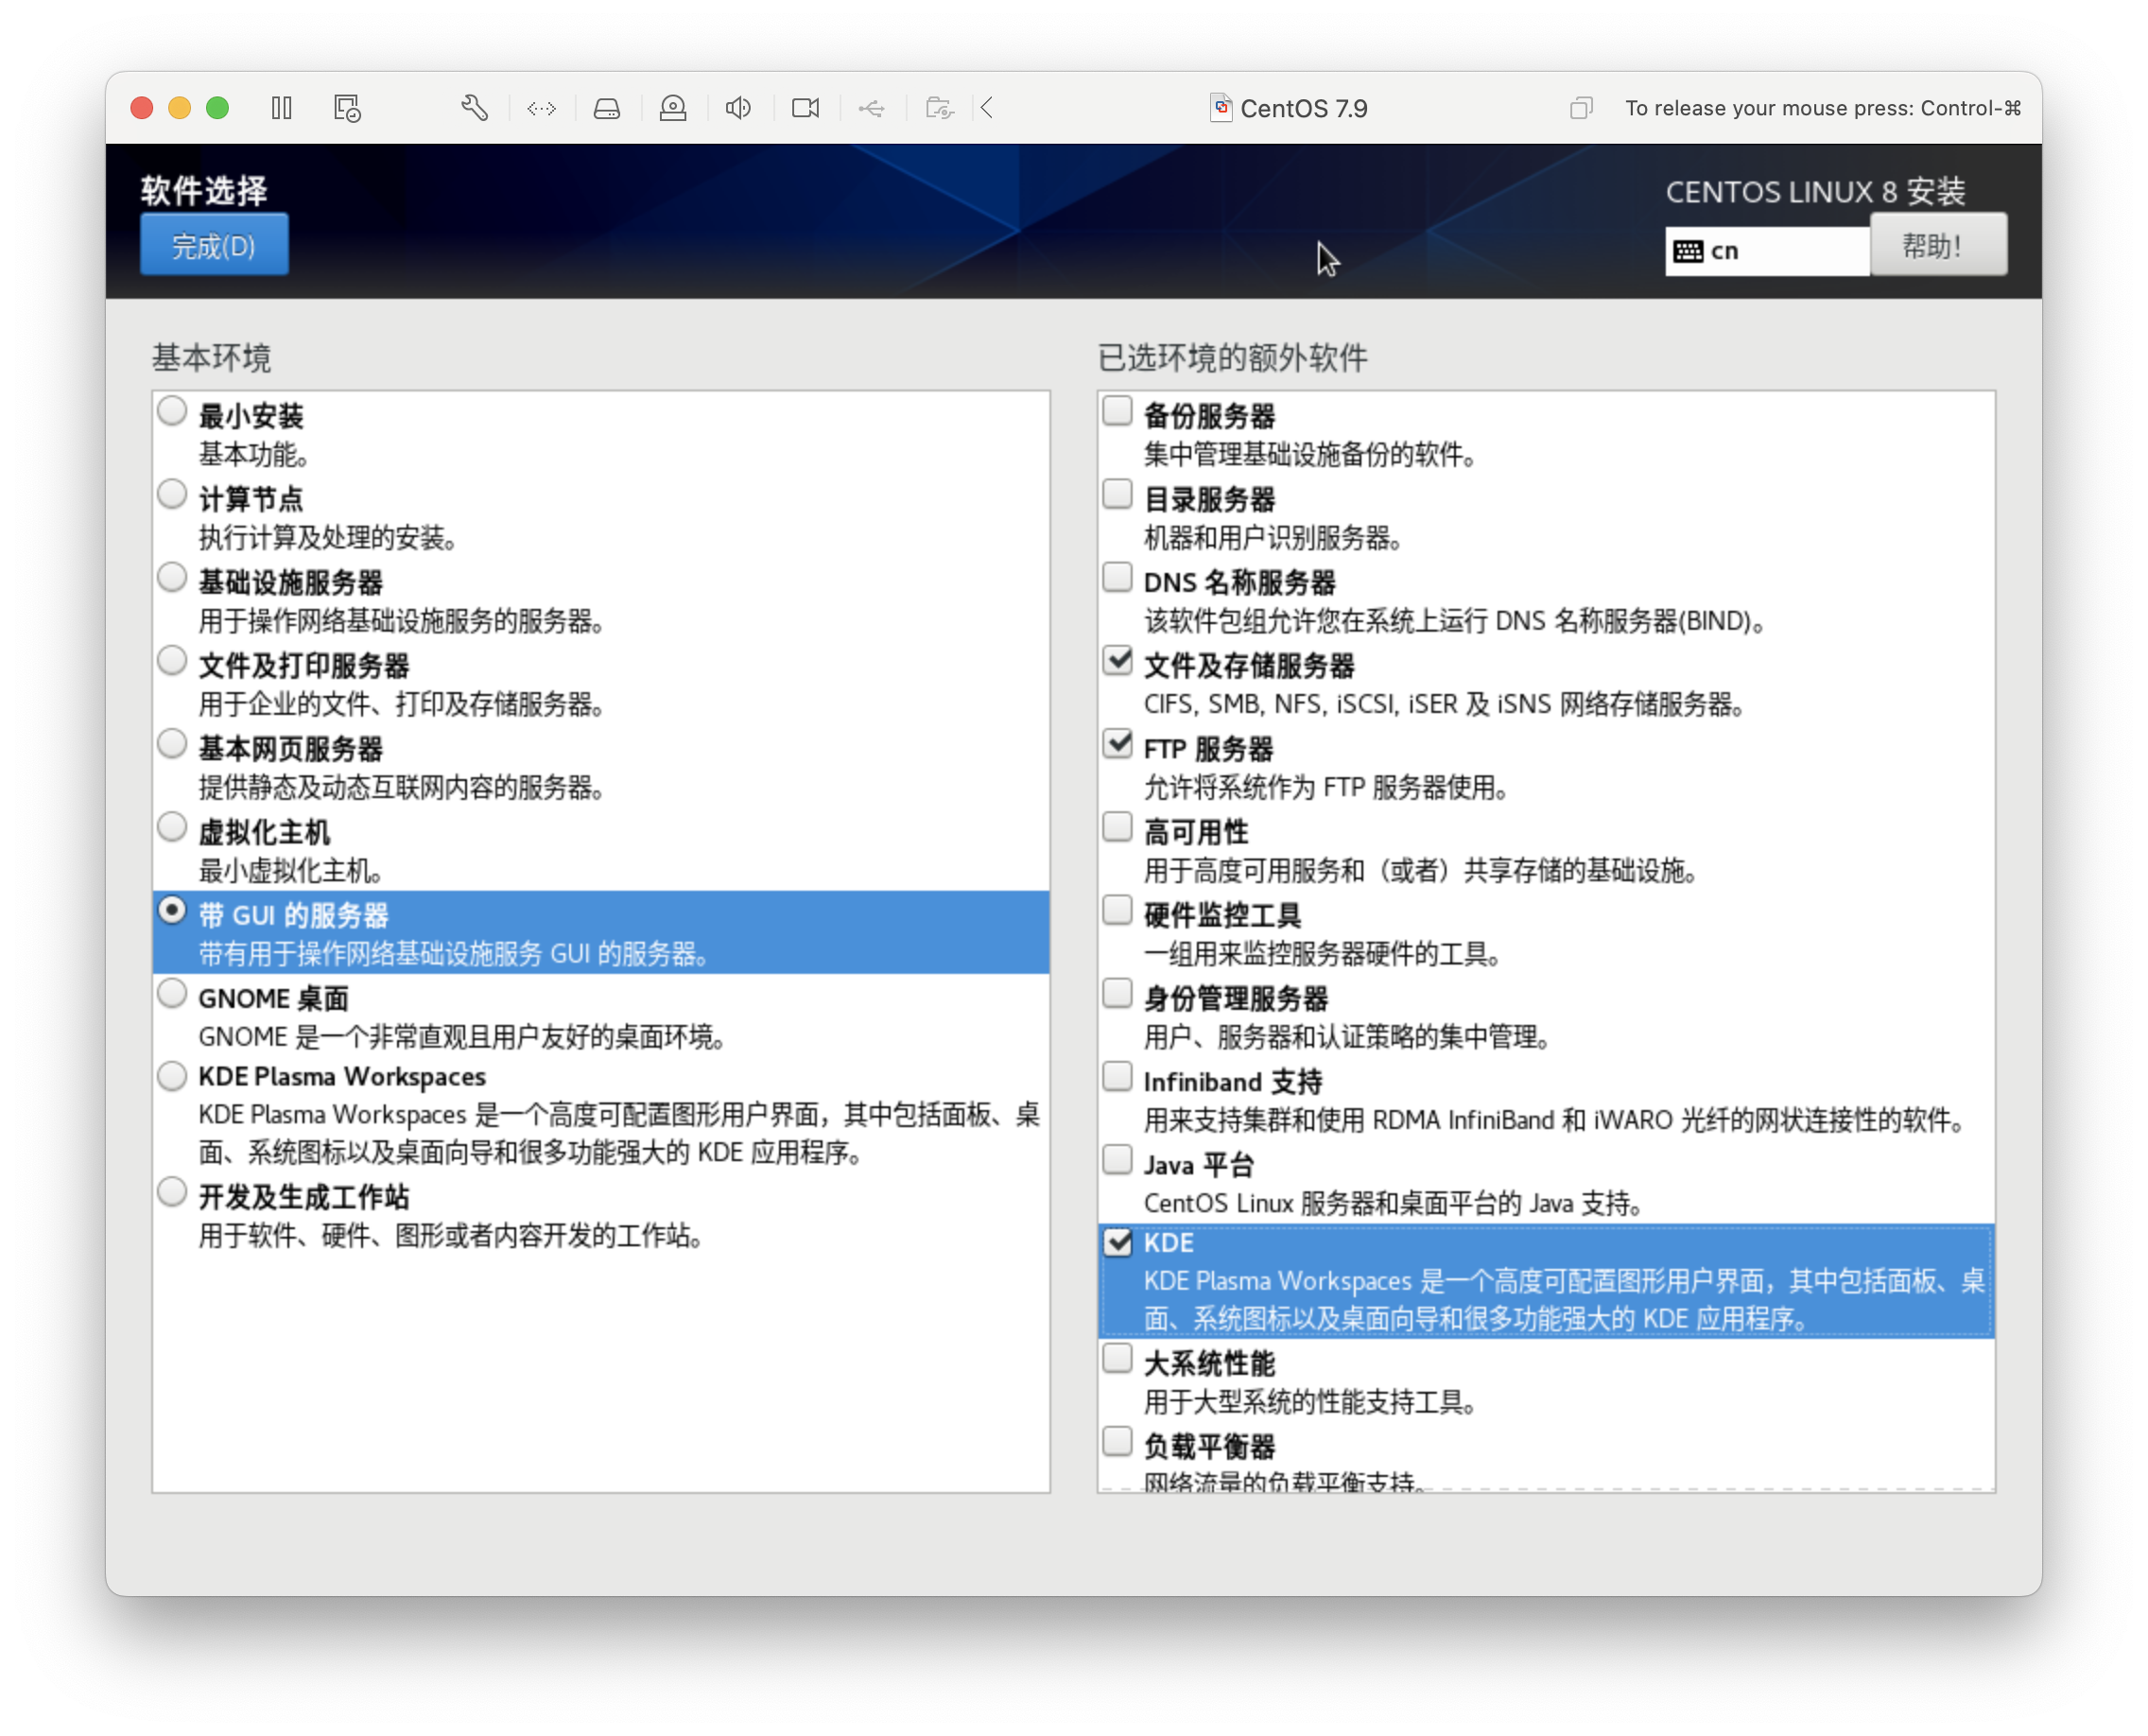 CentOS 7.9
To release your mouse press: Control-⌘
软件选择
完成(D)
CENTOS LINUX 8 安装
cn
帮助!
基本环境
最小安装
基本功能。
计算节点
执行计算及处理的安装。
基础设施服务器
用于操作网络基础设施服务的服务器。
文件及打印服务器
用于企业的文件、打印及存储服务器。
基本网页服务器
提供静态及动态互联网内容的服务器。
虚拟化主机
最小虚拟化主机。
带 GUI 的服务器
带有用于操作网络基础设施服务 GUI 的服务器。
GNOME 桌面
GNOME 是一个非常直观且用户友好的桌面环境。
KDE Plasma Workspaces
KDE Plasma Workspaces 是一个高度可配置图形用户界面，其中包括面板、桌
面、系统图标以及桌面向导和很多功能强大的 KDE 应用程序。
开发及生成工作站
用于软件、硬件、图形或者内容开发的工作站。
已选环境的额外软件
备份服务器
集中管理基础设施备份的软件。
目录服务器
机器和用户识别服务器。
DNS 名称服务器
该软件包组允许您在系统上运行 DNS 名称服务器(BIND)。
文件及存储服务器
CIFS, SMB, NFS, iSCSI, iSER 及 iSNS 网络存储服务器。
FTP 服务器
允许将系统作为 FTP 服务器使用。
高可用性
用于高度可用服务和（或者）共享存储的基础设施。
硬件监控工具
一组用来监控服务器硬件的工具。
身份管理服务器
用户、服务器和认证策略的集中管理。
Infiniband 支持
用来支持集群和使用 RDMA InfiniBand 和 iWARO 光纤的网状连接性的软件。
Java 平台
CentOS Linux 服务器和桌面平台的 Java 支持。
KDE
KDE Plasma Workspaces 是一个高度可配置图形用户界面，其中包括面板、桌
面、系统图标以及桌面向导和很多功能强大的 KDE 应用程序。
大系统性能
用于大型系统的性能支持工具。
负载平衡器
网络流量的负载平衡支持。